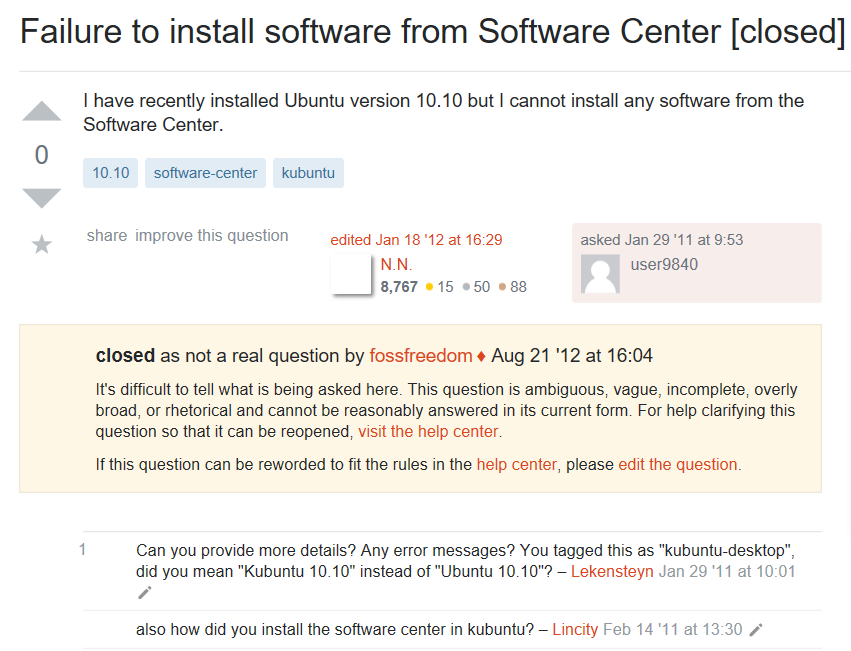 Failure to install software from Software Center [closed]
I have recently installed Ubuntu version 10.10 but I cannot install any software from the
Software Center.
0
10.10 software-center kubuntu
share improve this question
edited Jan 18 '12 at 16:29
N.N.
8,767 15 50 88
asked Jan 29 '11 at 9:53
user9840
closed as not a real question by fossfreedom ♦ Aug 21 '12 at 16:04
It's difficult to tell what is being asked here. This question is ambiguous, vague, incomplete, overly
broad, or rhetorical and cannot be reasonably answered in its current form. For help clarifying this
question so that it can be reopened, visit the help center.
If this question can be reworded to fit the rules in the help center, please edit the question.
1
Can you provide more details? Any error messages? You tagged this as "kubuntu-desktop",
did you mean "Kubuntu 10.10" instead of "Ubuntu 10.10"? – Lekensteyn Jan 29 '11 at 10:01
also how did you install the software center in kubuntu? – Lincity Feb 14 '11 at 13:30